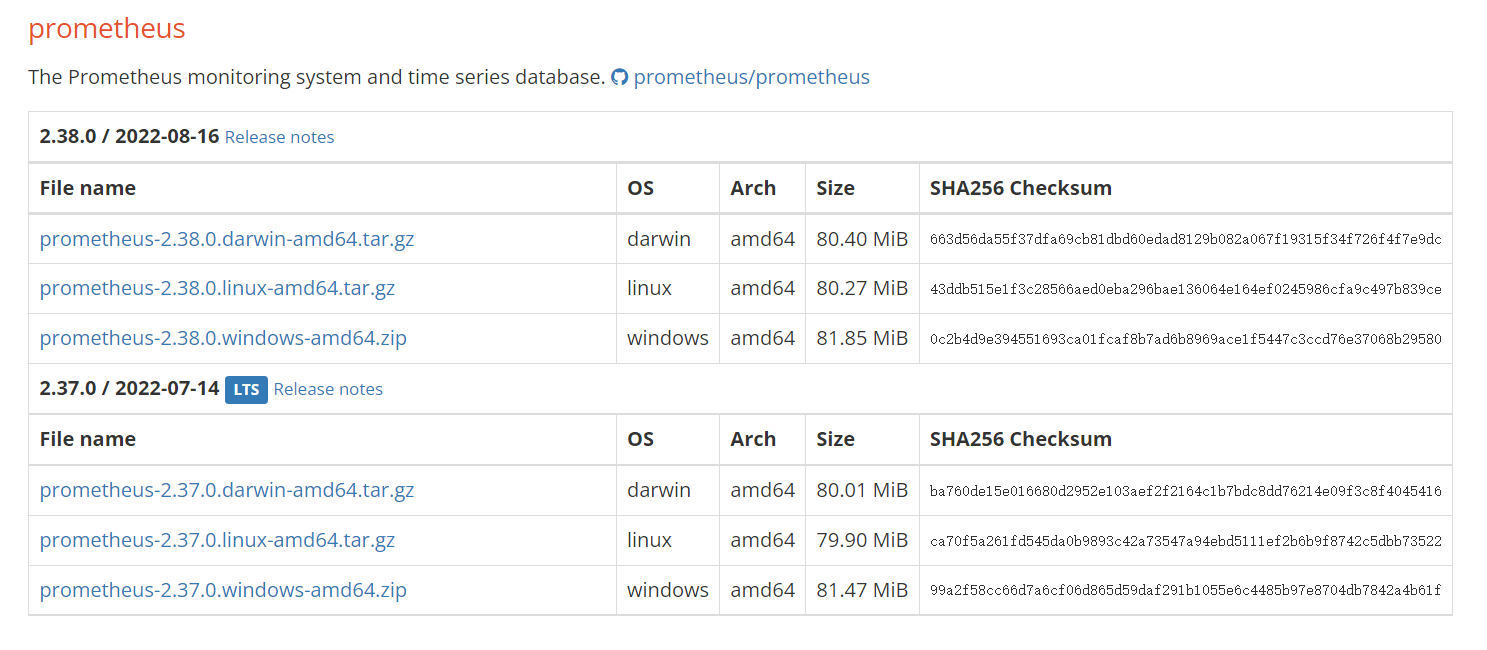 prometheus
The Prometheus monitoring system and time series database. prometheus/prometheus
2.38.0 / 2022-08-16 Release notes
File name OS Arch Size SHA256 Checksum
prometheus-2.38.0.darwin-amd64.tar.gz darwin amd64 80.40 MiB 663d56da55f37dfa69cb81dbd60edad8129b082a067f19315f34f726f4f7e9dc
prometheus-2.38.0.linux-amd64.tar.gz linux amd64 80.27 MiB 43ddb515e1f3c28566aed0eba296bae136064e164ef0245986cfa9c497b839ce
prometheus-2.38.0.windows-amd64.zip windows amd64 81.85 MiB 0c2b4d9e394551693ca01fcaf8b7ad6b8969ace1f5447c3ccd76e37068b29580
2.37.0 / 2022-07-14 LTS Release notes
File name OS Arch Size SHA256 Checksum
prometheus-2.37.0.darwin-amd64.tar.gz darwin amd64 80.01 MiB ba760de15e016680d2952e103aef2f2164c1b7bdc8dd76214e09f3c8f4045416
prometheus-2.37.0.linux-amd64.tar.gz linux amd64 79.90 MiB ca70f5a261fd545da0b9893c42a73547a94ebd5111ef2b6b9f8742c5dbb73522
prometheus-2.37.0.windows-amd64.zip windows amd64 81.47 MiB 99a2f58cc66d7a6cf06d865d59daf291b1055e6c4485b97e8704db7842a4b61f